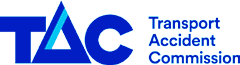 TAC
Transport
Accident
Commission